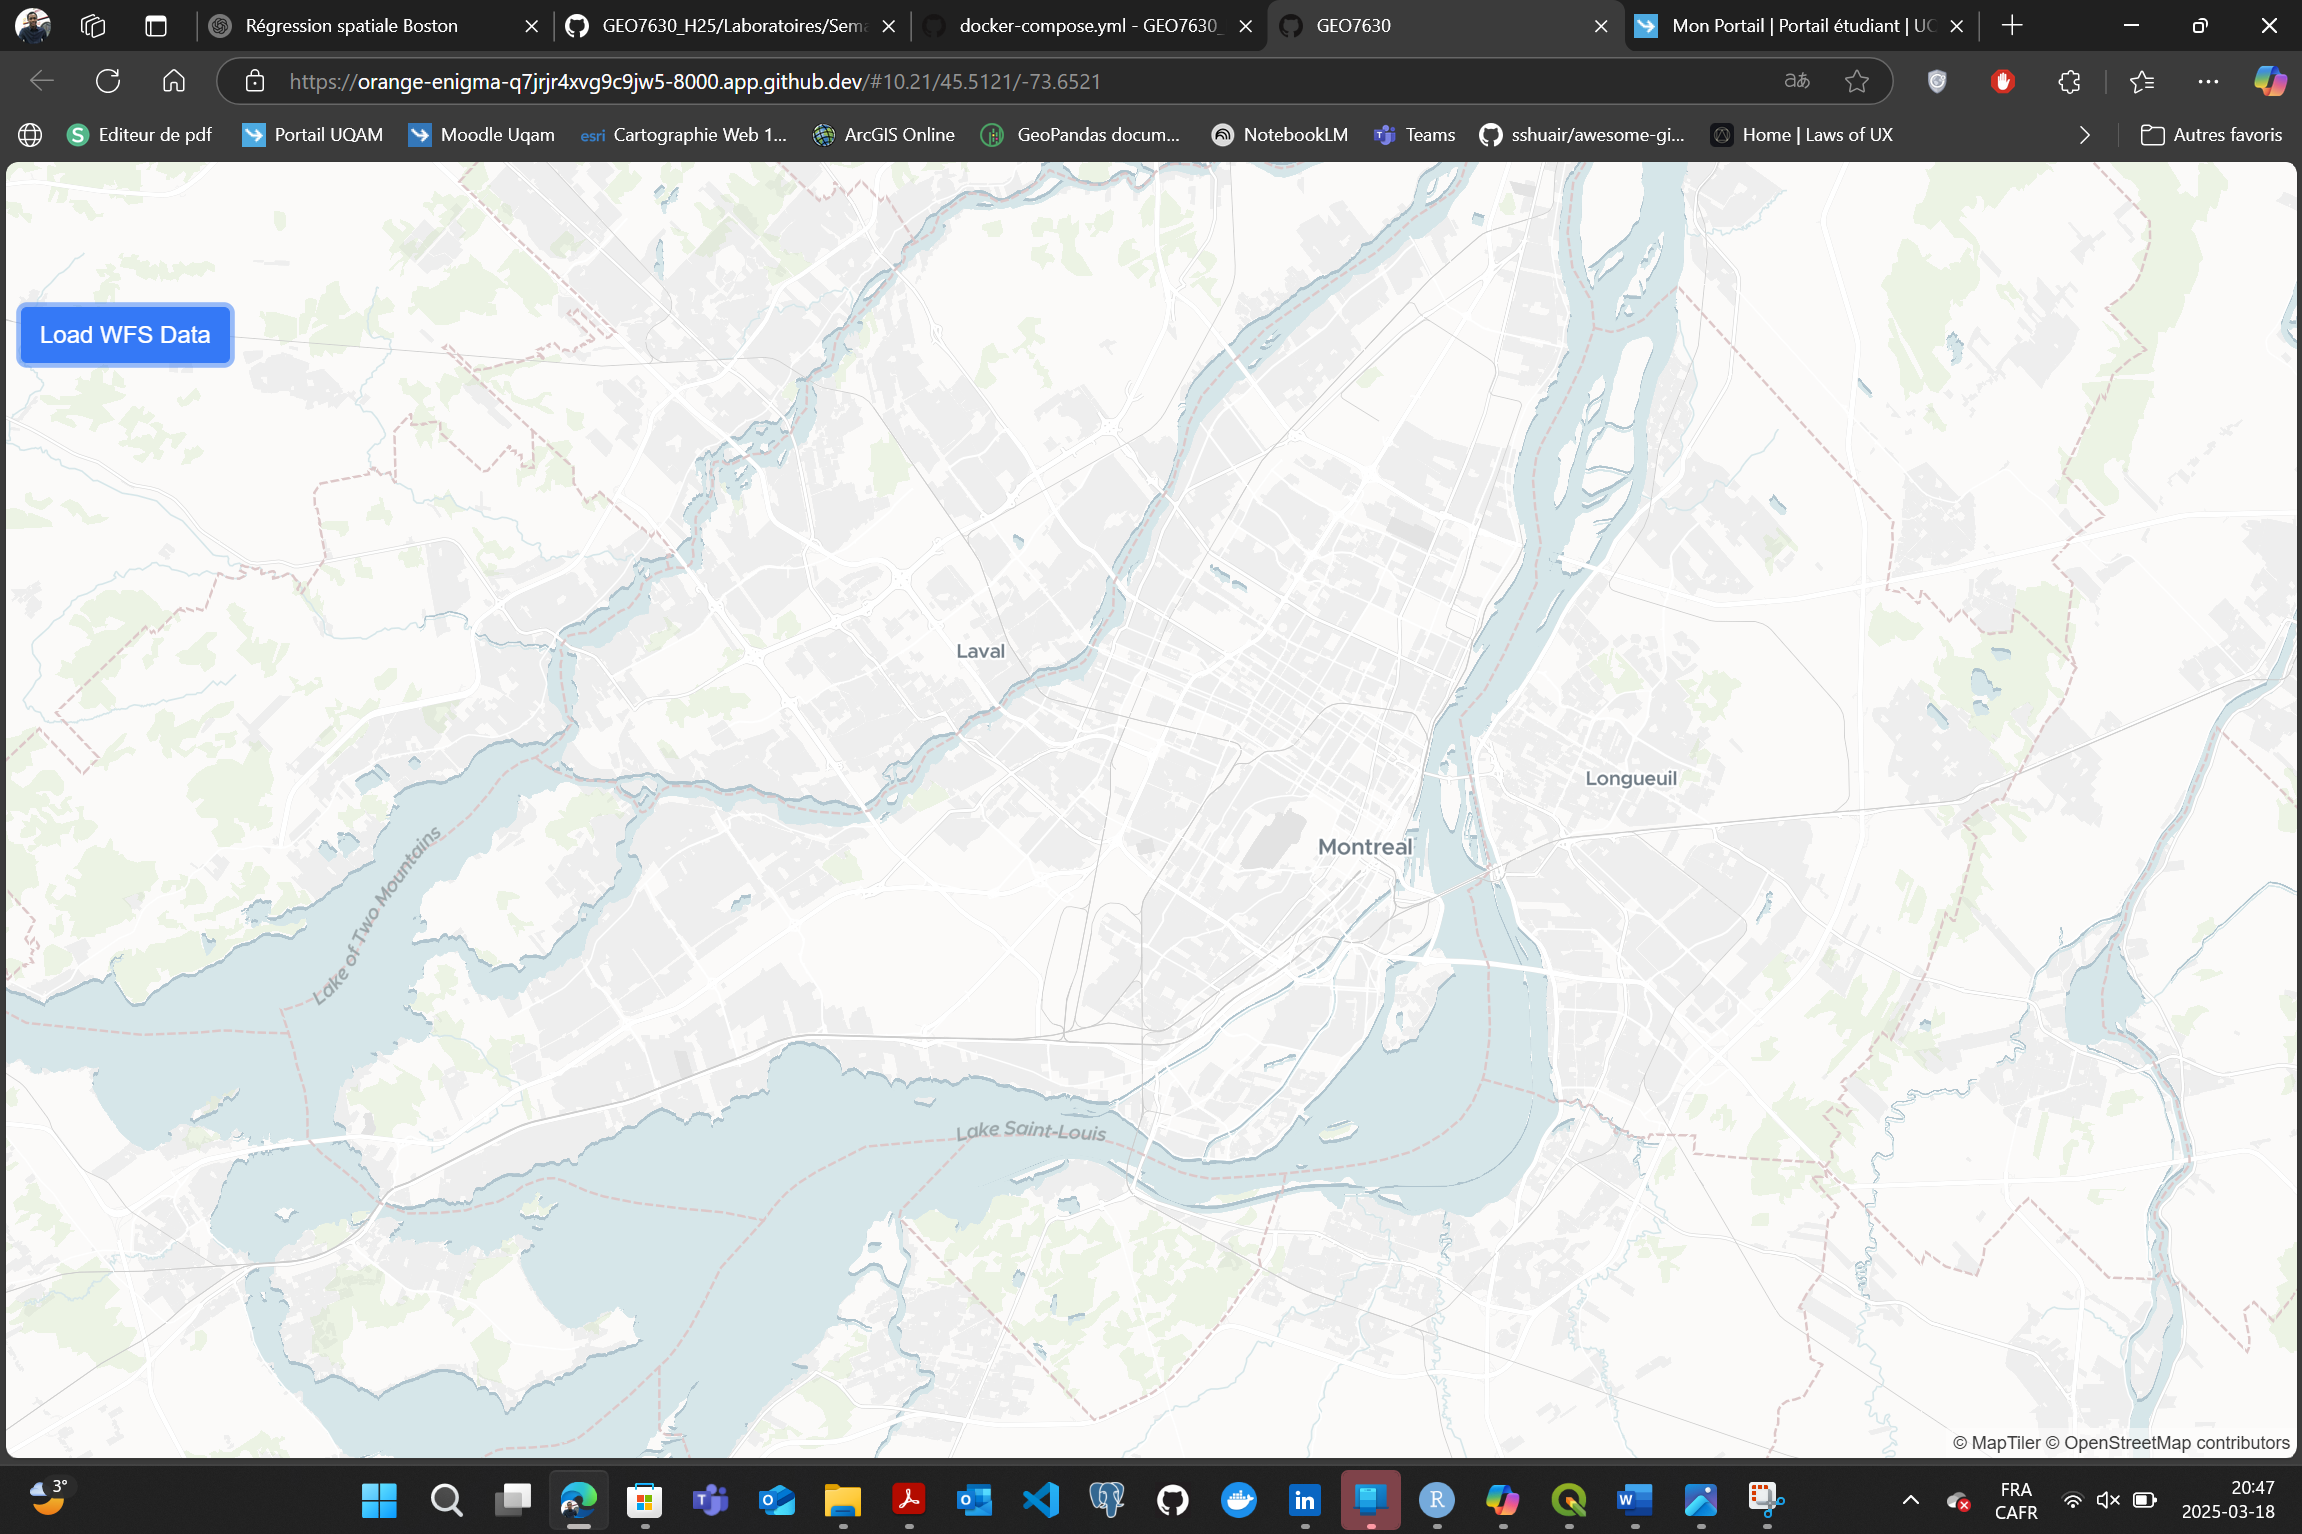 Régression spatiale Boston
GEO7630_H25/Laboratoires/Sema
docker-compose.yml - GEO7630_
GEO7630
Mon Portail | Portail étudiant | UQ
https://orange-enigma-q7jrjr4xvg9c9jw5-8000.app.github.dev/#10.21/45.5121/-73.6521
Editeur de pdf
Portail UQAM
Moodle Uqam
esri Cartographie Web 1...
ArcGIS Online
GeoPandas docum...
NotebookLM
Teams
sshuair/awesome-gi...
Home | Laws of UX
Autres favoris
Load WFS Data
Laval
Longueuil
Montreal
Lake of Two Mountains
Lake Saint-Louis
© MapTiler © OpenStreetMap contributors
3°
FRA
CAFR
20:47
2025-03-18